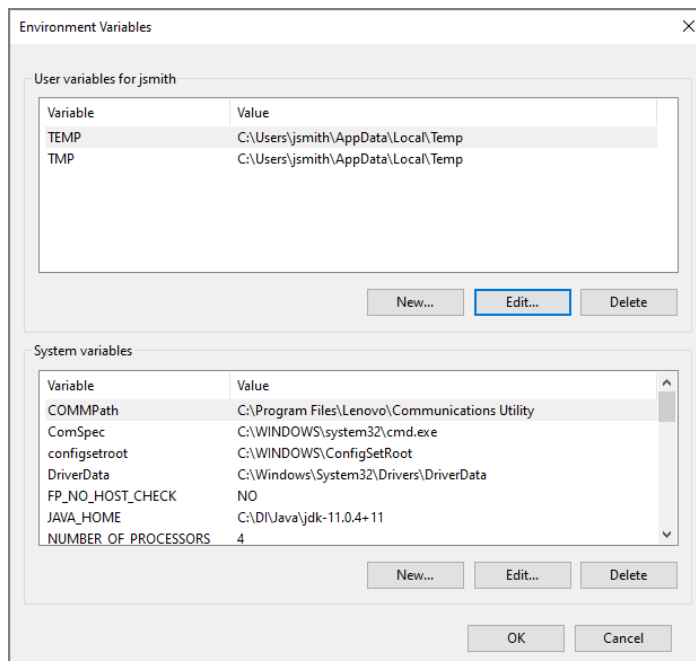 Environment Variables
User variables for jsmith
Variable Value
TEMP C:\Users\jsmith\AppData\Local\Temp
TMP C:\Users\jsmith\AppData\Local\Temp
New... Edit... Delete
System variables
Variable Value
COMMPath C:\Program Files\Lenovo\Communications Utility
ComSpec C:\WINDOWS\system32\cmd.exe
configsetroot C:\WINDOWS\ConfigSetRoot
DriverData C:\Windows\System32\Drivers\DriverData
FP_NO_HOST_CHECK NO
JAVA_HOME C:\DI\Java\jdk-11.0.4+11
NUMBER_OF_PROCESSORS 4
New... Edit... Delete
OK Cancel